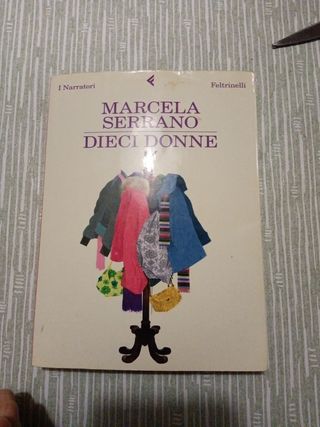 I Narratori
Feltrinelli
MARCELA
SERRANO
DIECI DONNE